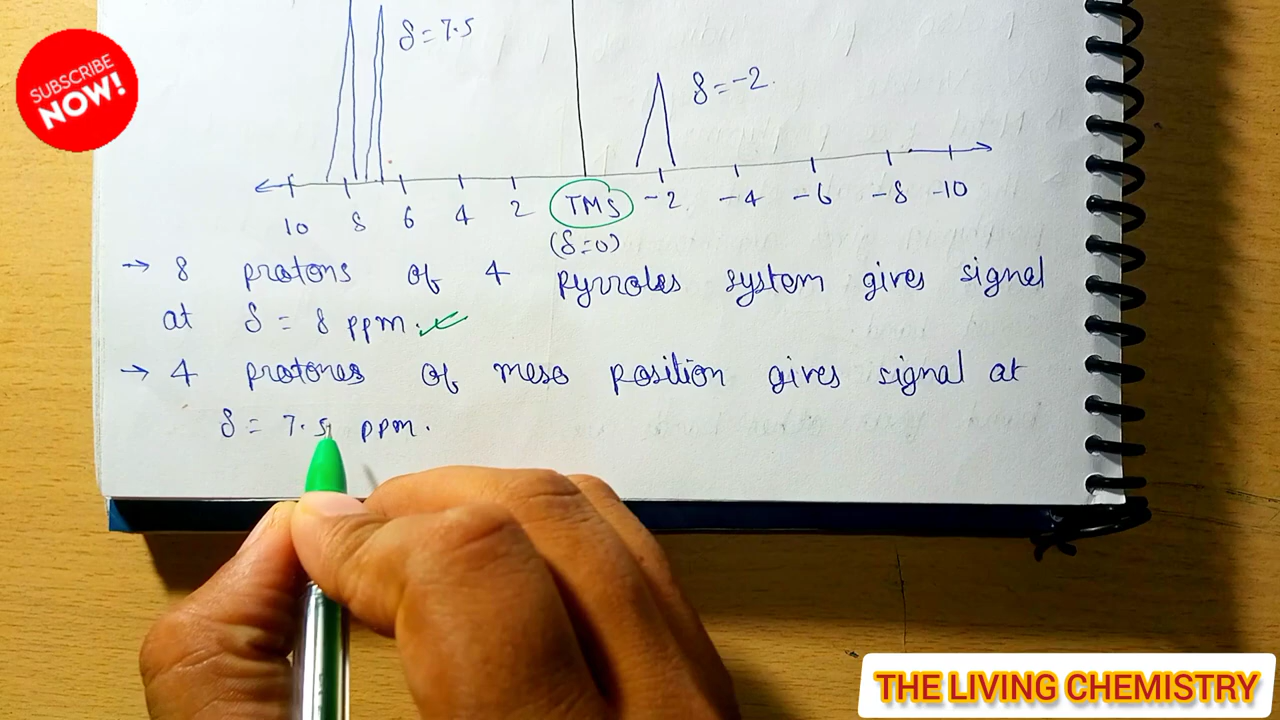 SUBSCRIBE
NOW!
δ = 7.5
δ = -2.
10 8 6 4 2 TMS -2 -4 -6 -8 -10
(δ=0)
→ 8 protons of 4 pyrroles system gives signal
at δ = 8 ppm.
→ 4 protones of meso position gives signal at
δ = 7.5 ppm.
THE LIVING CHEMISTRY